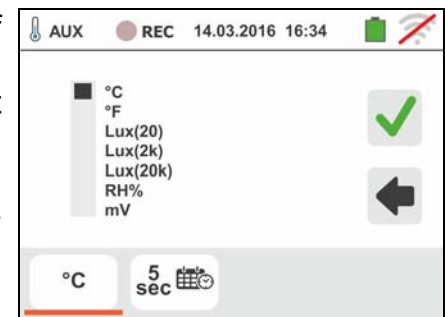 AUX REC 14.03.2016 16:34
°C
°F
Lux(20)
Lux(2k)
Lux(20k)
RH%
mV
°C 5 sec